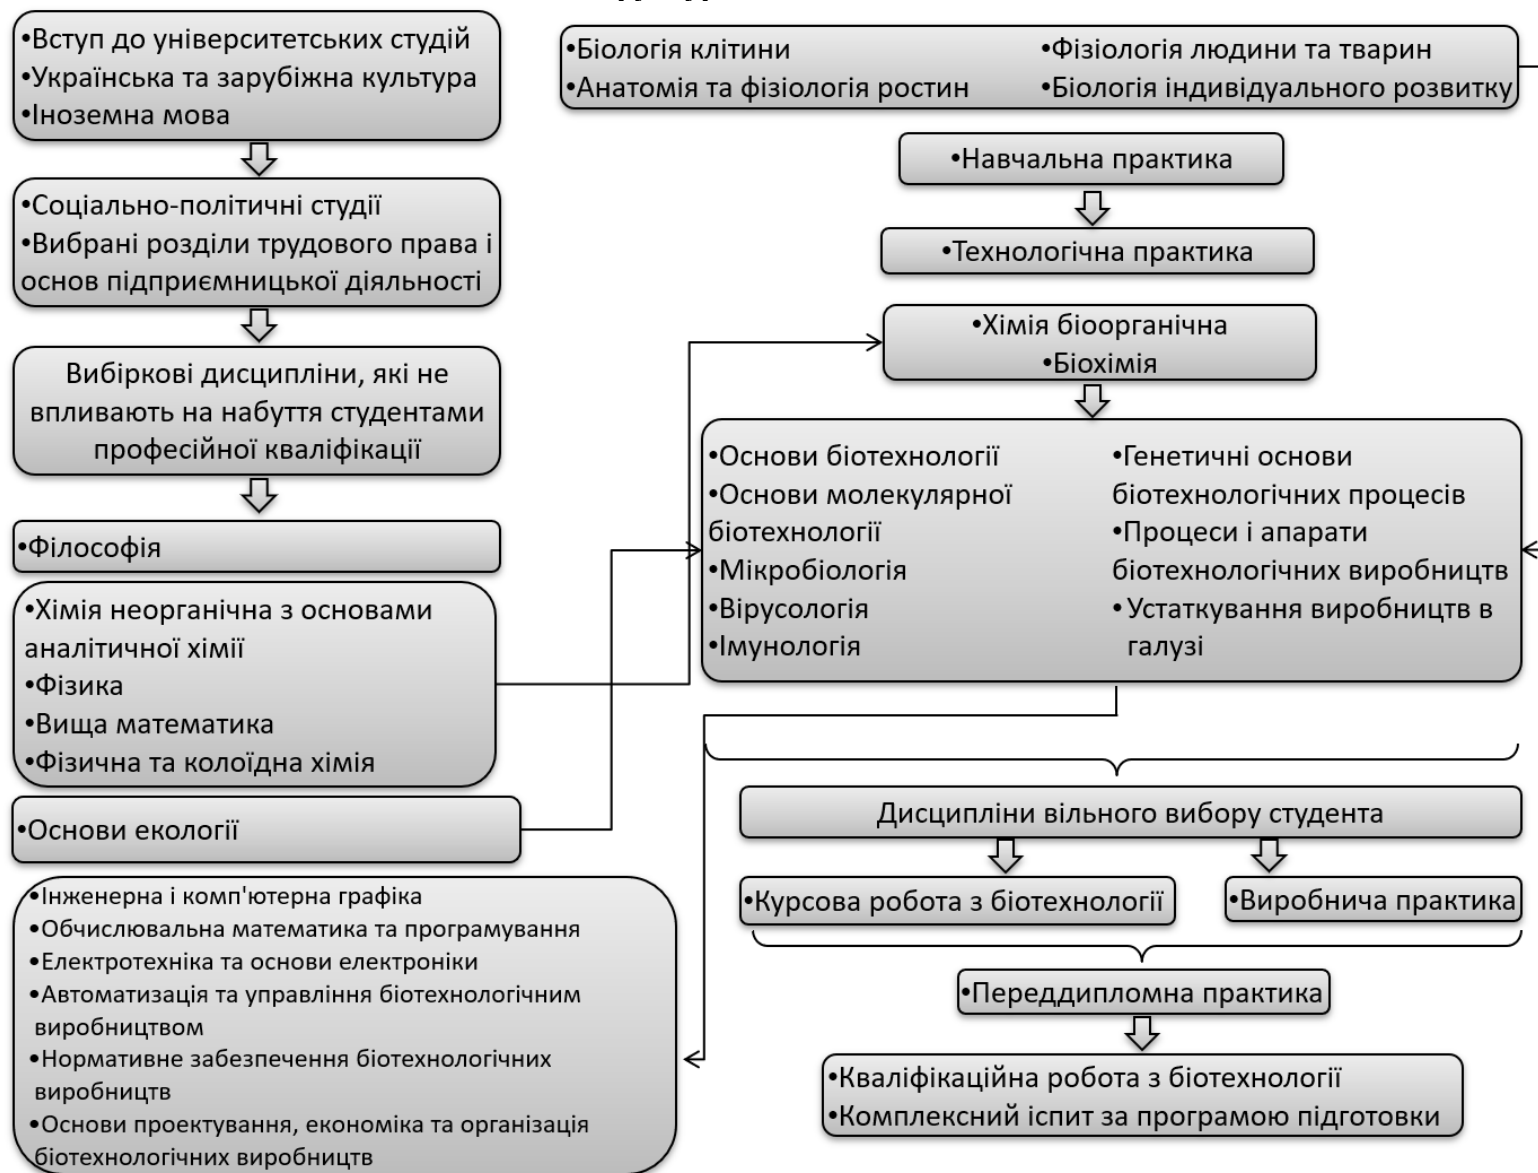 •Вступ до університетських студій
•Українська та зарубіжна культура
•Іноземна мова
•Соціально-політичні студії
•Вибрані розділи трудового права і
основ підприємницької діяльності
Вибіркові дисципліни, які не
впливають на набуття студентами
професійної кваліфікації
•Філософія
•Хімія неорганічна з основами
аналітичної хімії
•Фізика
•Вища математика
•Фізична та колоїдна хімія
•Основи екології
•Інженерна і комп'ютерна графіка
•Обчислювальна математика та програмування
•Електротехніка та основи електроніки
•Автоматизація та управління біотехнологічним
виробництвом
•Нормативне забезпечення біотехнологічних
виробництв
•Основи проектування, економіка та організація
біотехнологічних виробництв
•Біологія клітини
•Анатомія та фізіологія ростин
•Фізіологія людини та тварин
•Біологія індивідуального розвитку
•Навчальна практика
•Технологічна практика
•Хімія біоорганічна
•Біохімія
•Основи біотехнології
•Основи молекулярної
біотехнології
•Мікробіологія
•Вірусологія
•Імунологія
•Генетичні основи
біотехнологічних процесів
•Процеси і апарати
біотехнологічних виробництв
•Устаткування виробництв в
галузі
Дисципліни вільного вибору студента
•Курсова робота з біотехнології
•Виробнича практика
•Переддипломна практика
•Кваліфікаційна робота з біотехнології
•Комплексний іспит за програмою підготовки